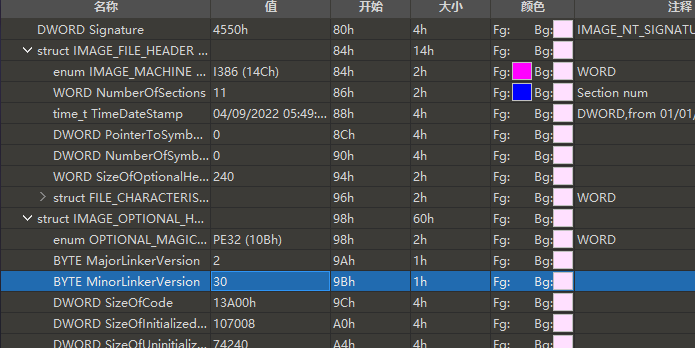 名称 值 开始 大小 颜色 注释
DWORD Signature 4550h 80h 4h Fg: Bg: IMAGE_NT_SIGNATU
struct IMAGE_FILE_HEADER ... 84h 14h
enum IMAGE_MACHINE ... I386 (14Ch) 84h 2h Fg: Bg: WORD
WORD NumberOfSections 11 86h 2h Fg: Bg: Section num
time_t TimeDateStamp 04/09/2022 05:49:... 88h 4h Fg: Bg: DWORD,from 01/01/
DWORD PointerToSymb... 0 8Ch 4h Fg: Bg:
DWORD NumberOfSymb... 0 90h 4h Fg: Bg:
WORD SizeOfOptionalHe... 240 94h 2h Fg: Bg:
struct FILE_CHARACTERIS... 96h 2h Fg: Bg: WORD
struct IMAGE_OPTIONAL_H... 98h 60h Fg: Bg:
enum OPTIONAL_MAGIC... PE32 (10Bh) 98h 2h Fg: Bg: WORD
BYTE MajorLinkerVersion 2 9Ah 1h Fg: Bg:
BYTE MinorLinkerVersion 30 9Bh 1h Fg: Bg:
DWORD SizeOfCode 13A00h 9Ch 4h Fg: Bg:
DWORD SizeOfInitialized... 107008 A0h 4h Fg: Bg:
DWORD SizeOfUninitializ... 74240 A4h 4h Fg: Bg: